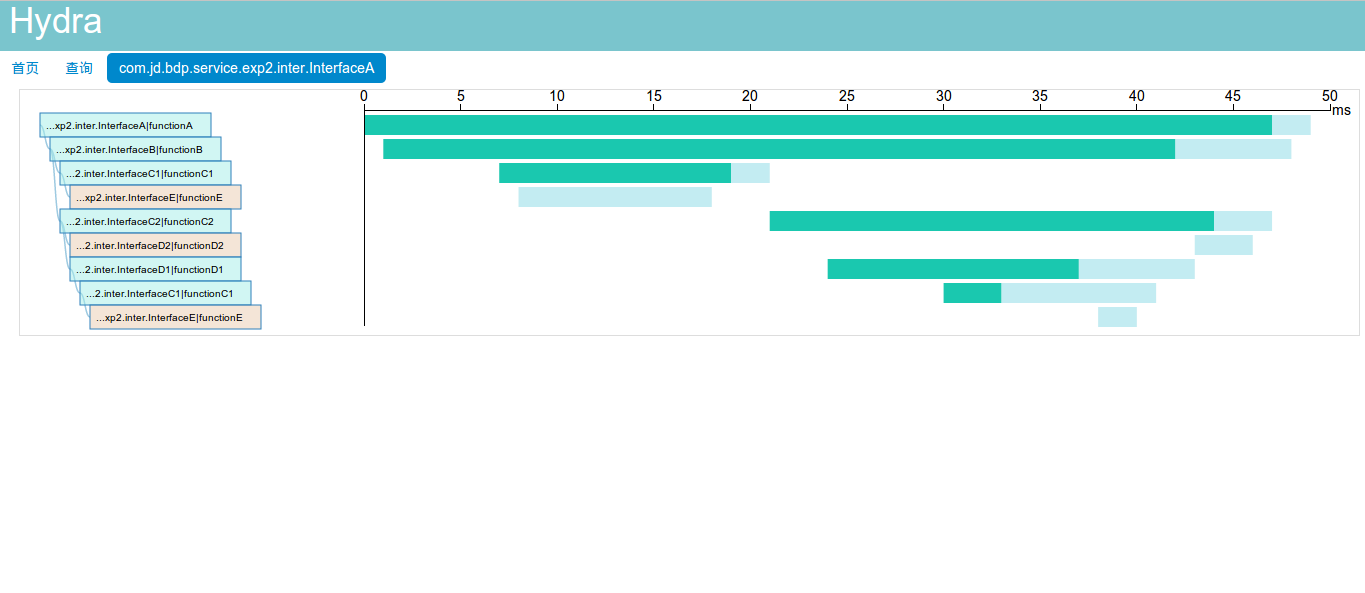 Hydra
首页 查询 com.jd.bdp.service.exp2.inter.InterfaceA
0 5 10 15 20 25 30 35 40 45 50
ms
...xp2.inter.InterfaceA|functionA
...xp2.inter.InterfaceB|functionB
...2.inter.InterfaceC1|functionC1
...xp2.inter.InterfaceE|functionE
...2.inter.InterfaceC2|functionC2
...2.inter.InterfaceD2|functionD2
...2.inter.InterfaceD1|functionD1
...2.inter.InterfaceC1|functionC1
...xp2.inter.InterfaceE|functionE